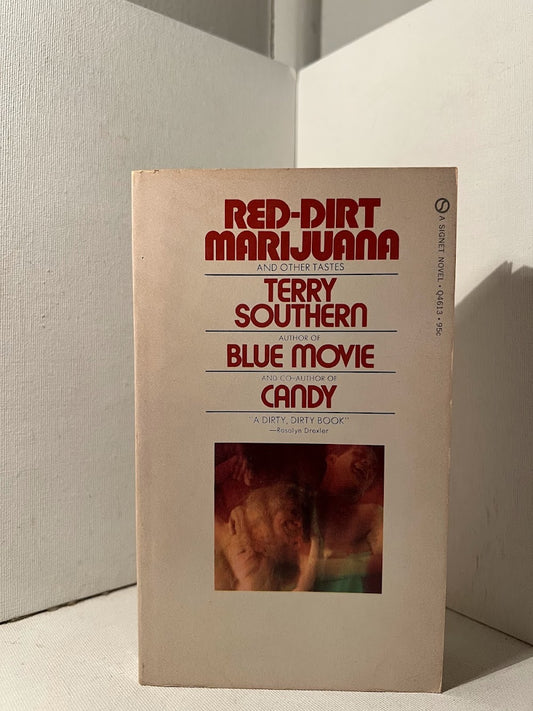 RED-DIRT
MARIJUANA
AND OTHER TASTES
TERRY
SOUTHERN
AUTHOR OF
BLUE MOVIE
AND CO-AUTHOR OF
CANDY
"A DIRTY, DIRTY BOOK"
—Rosalyn Drexler
S A SIGNET NOVEL • Q4613 • 95c